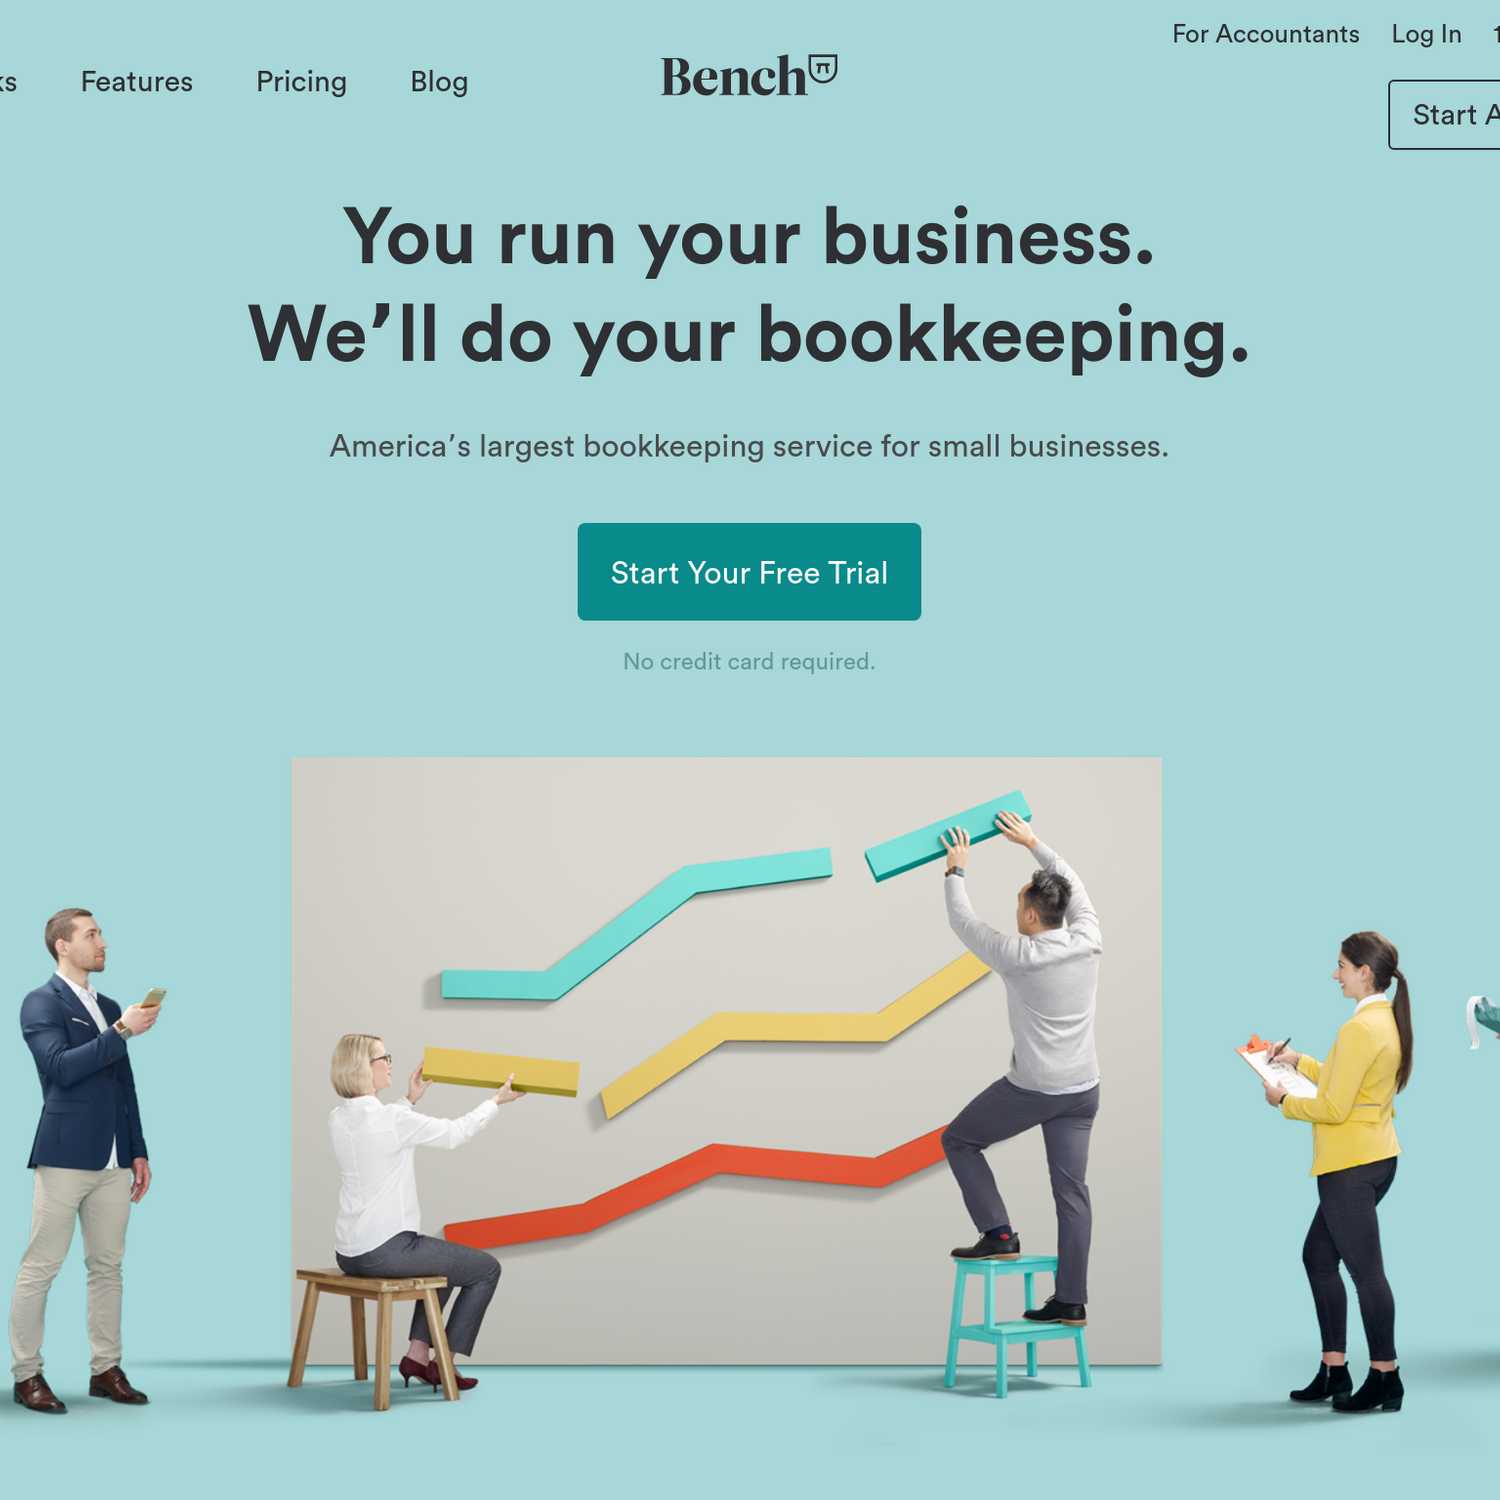 For Accountants Log In
Features Pricing Blog
Bench
Start
You run your business.
We’ll do your bookkeeping.
America’s largest bookkeeping service for small businesses.
Start Your Free Trial
No credit card required.